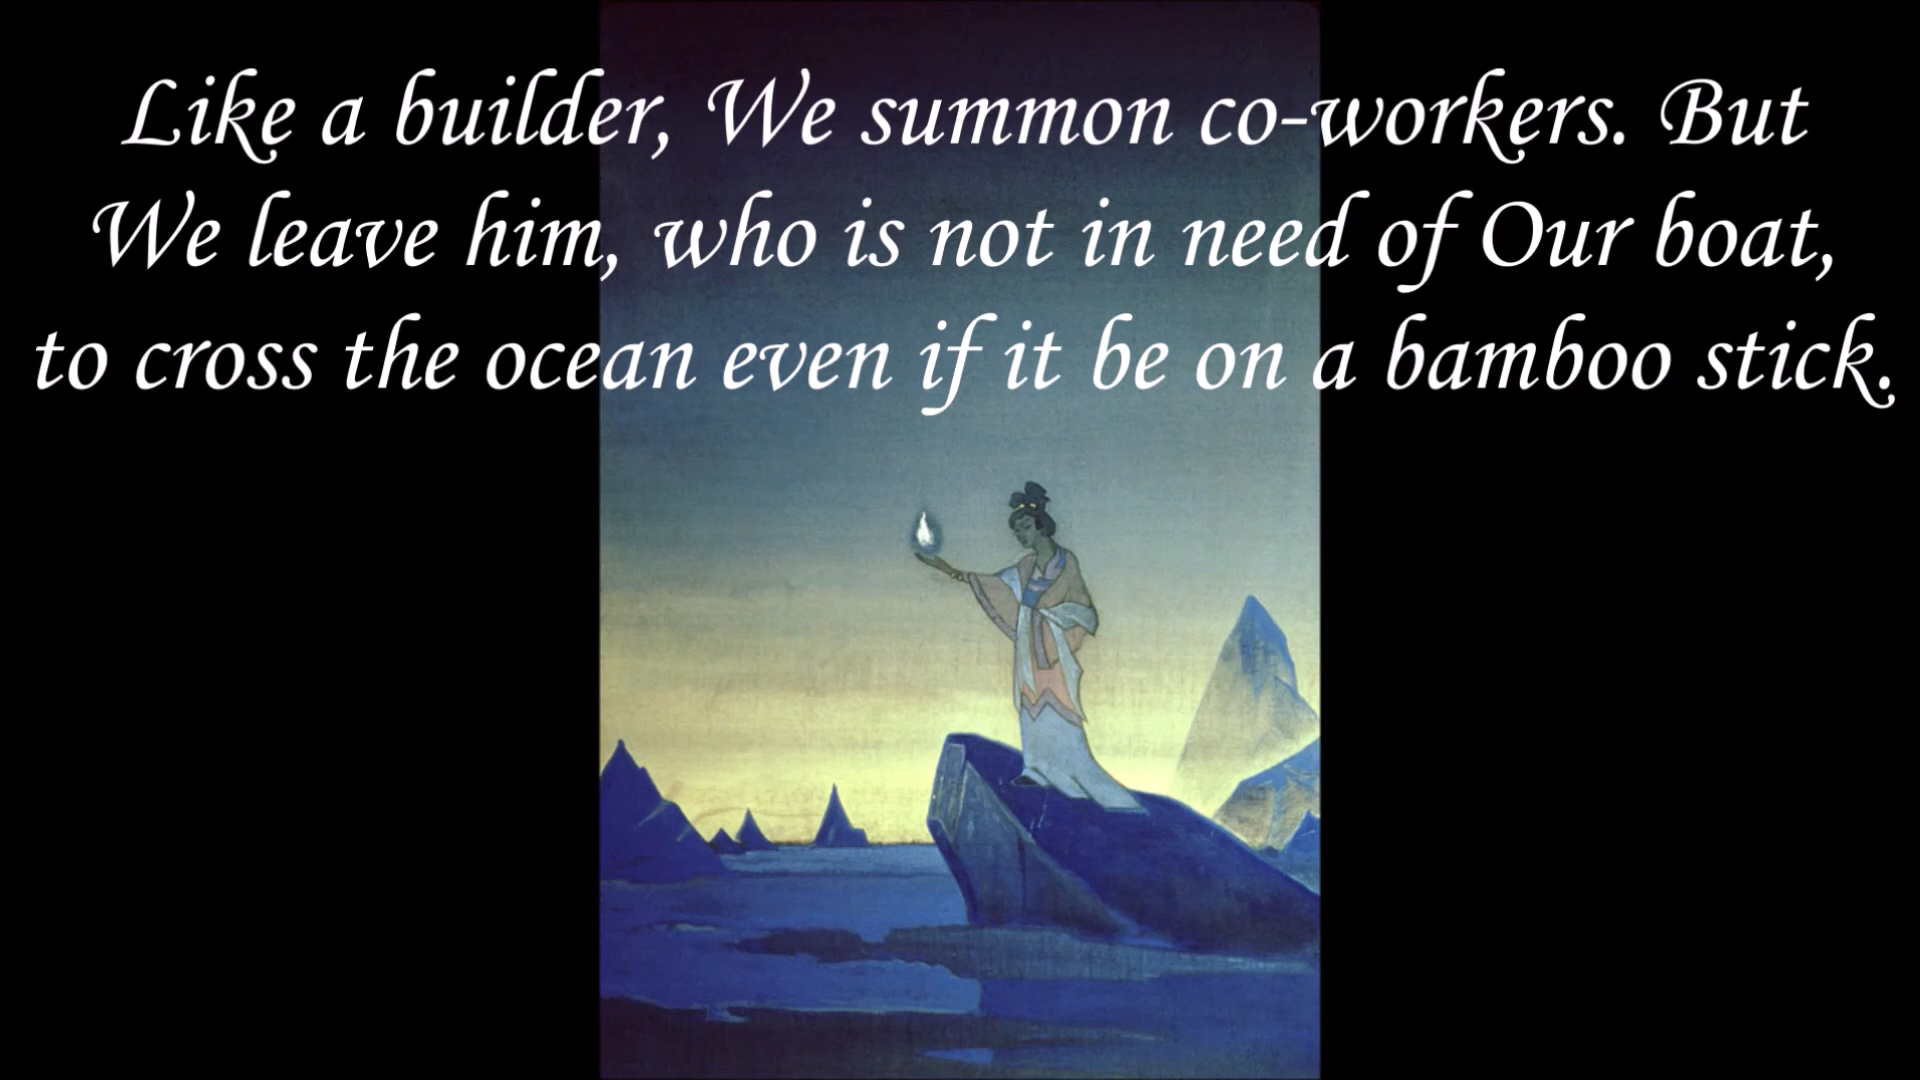 Like a builder, We summon co-workers. But
We leave him, who is not in need of Our boat,
to cross the ocean even if it be on a bamboo stick.